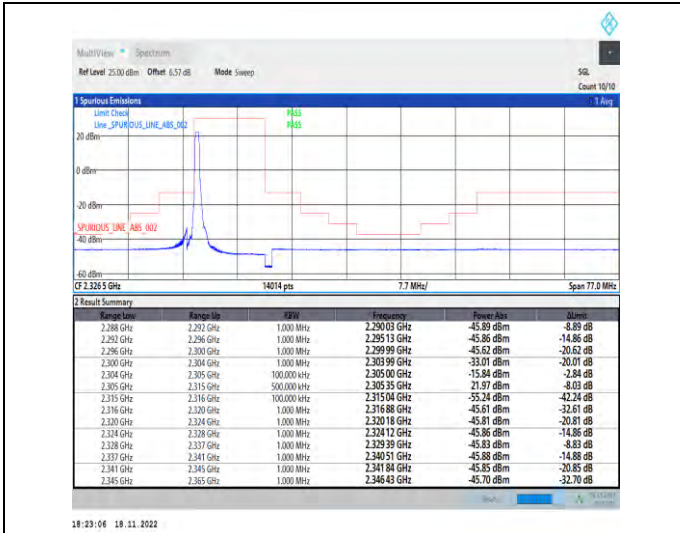 MultiView Spectrum
Ref Level 25.00 dBm Offset 6.57 dB Mode Sweep SGL
Count 10/10
1 Spurious Emissions 1 Avg
Limit Check PASS
Line _SPURIOUS_LINE_ABS_002 PASS
20 dBm
0 dBm
-20 dBm
SPURIOUS_LINE_ABS_002
-40 dBm
-60 dBm
CF 2.326 5 GHz 14014 pts 7.7 MHz/ Span 77.0 MHz
2 Result Summary
Range Low Range Up RBW Frequency Power Abs ΔLimit
2.288 GHz 2.292 GHz 1.000 MHz 2.290 03 GHz -45.89 dBm -8.89 dB
2.292 GHz 2.296 GHz 1.000 MHz 2.295 13 GHz -45.86 dBm -14.86 dB
2.296 GHz 2.300 GHz 1.000 MHz 2.299 99 GHz -45.62 dBm -20.62 dB
2.300 GHz 2.304 GHz 1.000 MHz 2.303 99 GHz -33.01 dBm -20.01 dB
2.304 GHz 2.305 GHz 100.000 kHz 2.305 00 GHz -15.84 dBm -2.84 dB
2.305 GHz 2.315 GHz 500.000 kHz 2.305 35 GHz 21.97 dBm -8.03 dB
2.315 GHz 2.316 GHz 100.000 kHz 2.315 04 GHz -55.24 dBm -42.24 dB
2.316 GHz 2.320 GHz 1.000 MHz 2.316 88 GHz -45.61 dBm -32.61 dB
2.320 GHz 2.324 GHz 1.000 MHz 2.320 18 GHz -45.81 dBm -20.81 dB
2.324 GHz 2.328 GHz 1.000 MHz 2.324 12 GHz -45.86 dBm -14.86 dB
2.328 GHz 2.337 GHz 1.000 MHz 2.329 39 GHz -45.83 dBm -8.83 dB
2.337 GHz 2.341 GHz 1.000 MHz 2.340 51 GHz -45.88 dBm -14.88 dB
2.341 GHz 2.345 GHz 1.000 MHz 2.341 84 GHz -45.85 dBm -20.85 dB
2.345 GHz 2.365 GHz 1.000 MHz 2.346 43 GHz -45.70 dBm -32.70 dB
18:23:06 18.11.2022